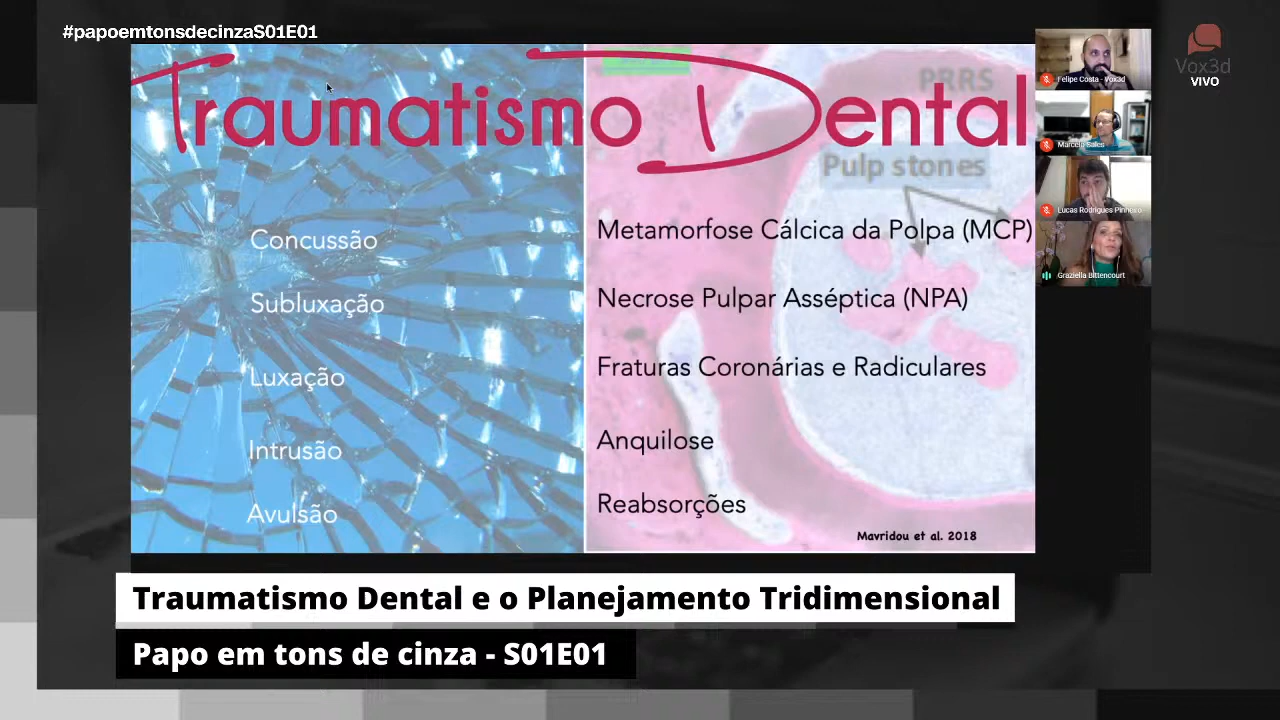 #papoemtonsdecinzaS01E01
Vox3d
VIVO
Traumatismo Dental
PRRS
Pulp stones
Concussão
Subluxação
Luxação
Intrusão
Avulsão
Metamorfose Cálcica da Polpa (MCP)
Necrose Pulpar Asséptica (NPA)
Fraturas Coronárias e Radiculares
Anquilose
Reabsorções
Mavridou et al. 2018
Felipe Costa - Vox3d
Marcelo Sales
Lucas Rodrigues Pinheiro
Graziella Bittencourt
Traumatismo Dental e o Planejamento Tridimensional
Papo em tons de cinza - S01E01